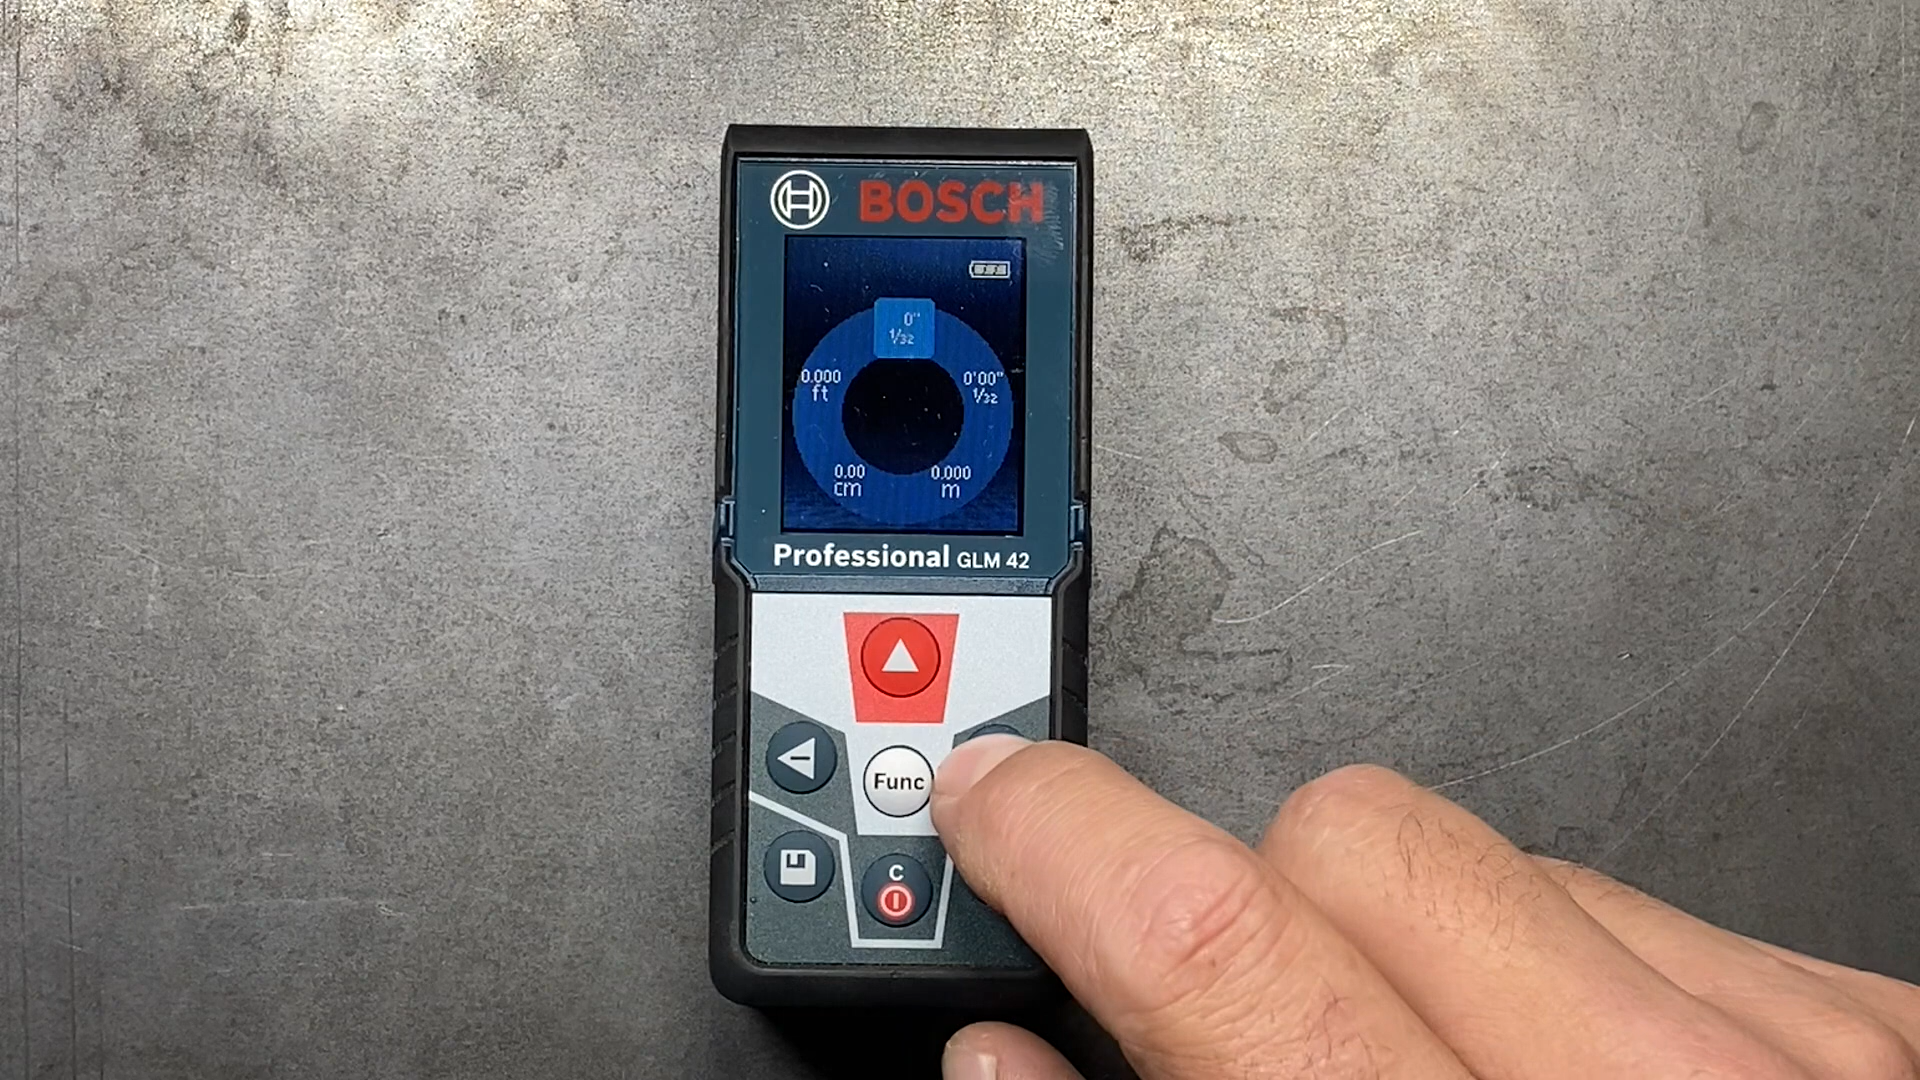 BOSCH
0"
1/32
0.000
ft
0'00"
1/32
0.00
cm
0.000
m
Professional GLM 42
Func
C